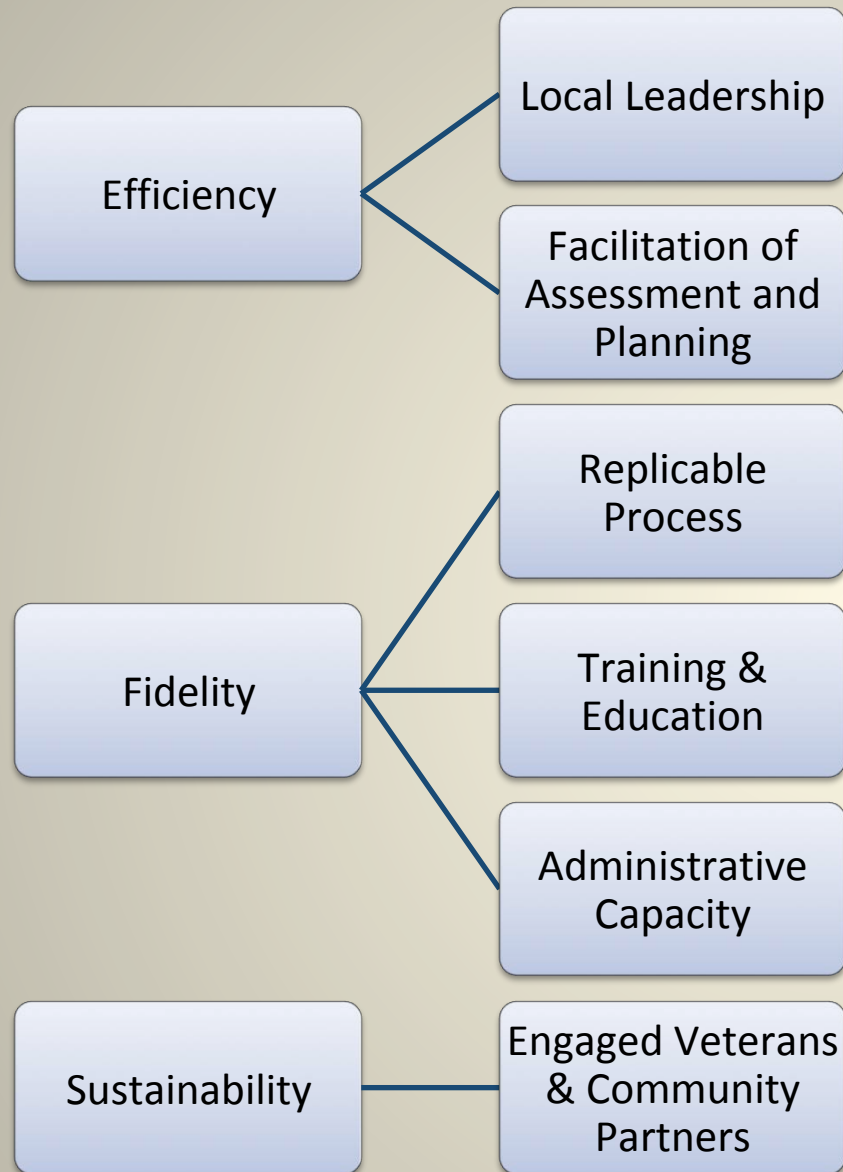 Efficiency
Local Leadership
Facilitation of
Assessment and
Planning
Fidelity
Replicable
Process
Training &
Education
Administrative
Capacity
Sustainability
Engaged Veterans
& Community
Partners